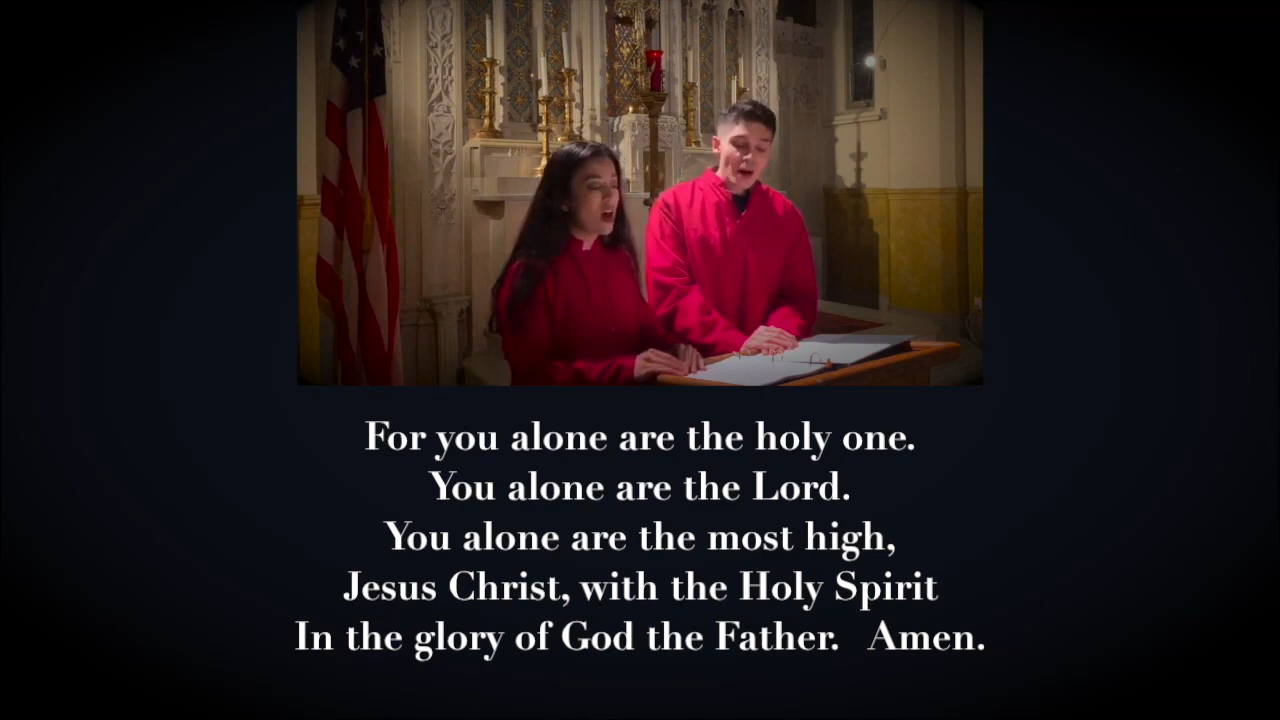 For you alone are the holy one.
You alone are the Lord.
You alone are the most high,
Jesus Christ, with the Holy Spirit
In the glory of God the Father.   Amen.